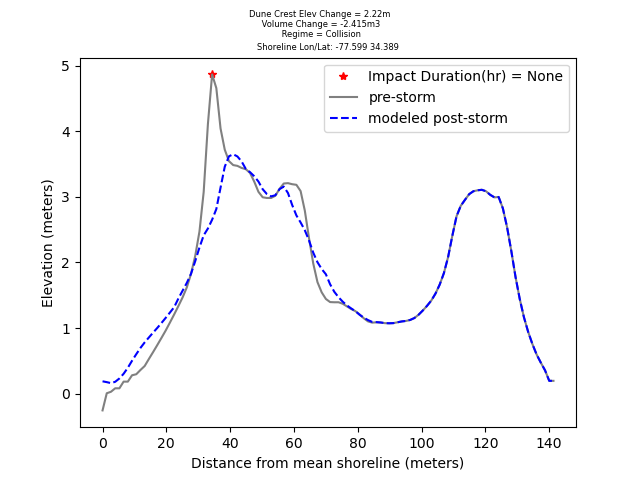 Dune Crest Elev Change = 2.22m
Volume Change = -2.415m3
Regime = Collision
Shoreline Lon/Lat: -77.599 34.389
Impact Duration(hr) = None
pre-storm
modeled post-storm
Elevation (meters)
5
4
3
2
1
0
0 20 40 60 80 100 120 140
Distance from mean shoreline (meters)